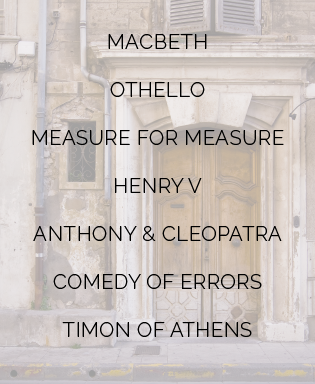 MACBETH
OTHELLO
MEASURE FOR MEASURE
HENRY V
ANTHONY & CLEOPATRA
COMEDY OF ERRORS
TIMON OF ATHENS